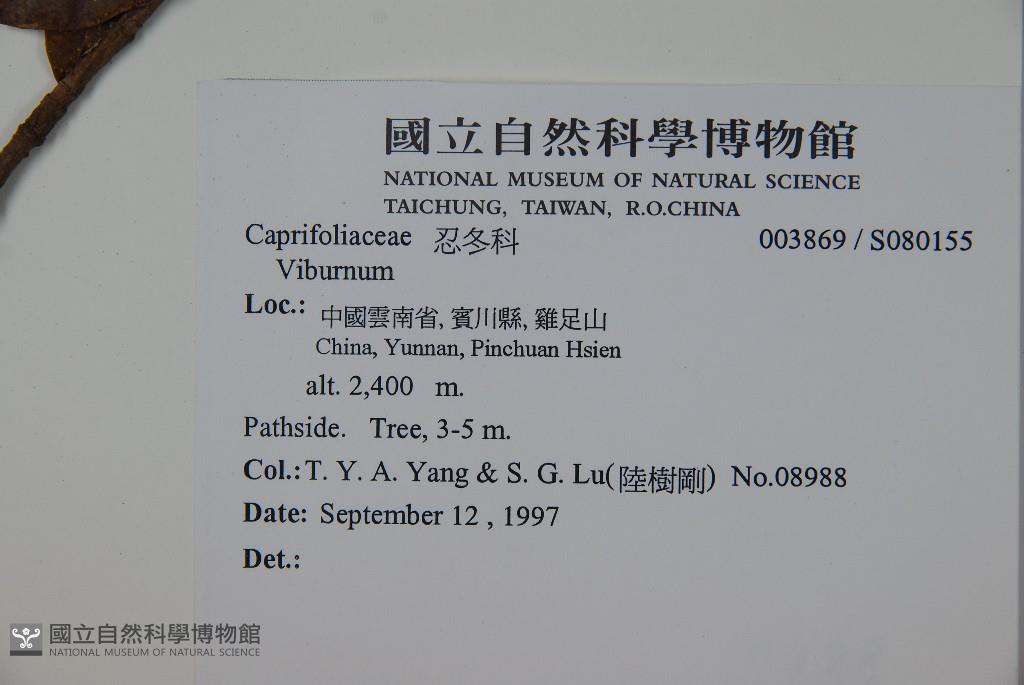 國立自然科學博物館
NATIONAL MUSEUM OF NATURAL SCIENCE
TAICHUNG, TAIWAN, R.O.CHINA
Caprifoliaceae 忍冬科 003869 / S080155
Viburnum
Loc.: 中國雲南省, 賓川縣, 雞足山
China, Yunnan, Pinchuan Hsien
alt. 2,400 m.
Pathside. Tree, 3-5 m.
Col.: T. Y. A. Yang & S. G. Lu(陸樹剛) No.08988
Date: September 12 , 1997
Det.:
國立自然科學博物館
NATIONAL MUSEUM OF NATURAL SCIENCE